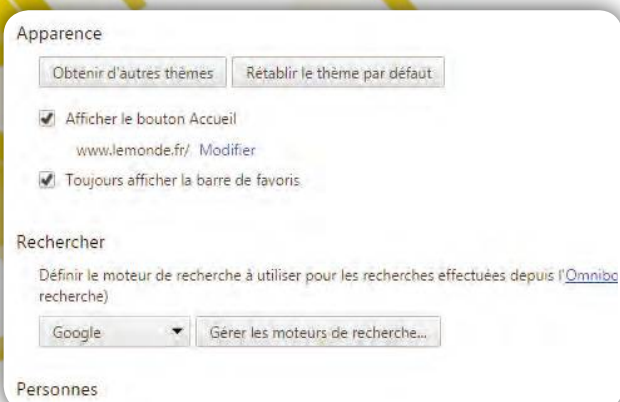 Apparence
Obtenir d'autres thèmes Rétablir le thème par défaut
Afficher le bouton Accueil
www.lemonde.fr/ Modifier
Toujours afficher la barre de favoris
Rechercher
Définir le moteur de recherche à utiliser pour les recherches effectuées depuis l'Omnibo
recherche)
Google Gérer les moteurs de recherche...
Personnes